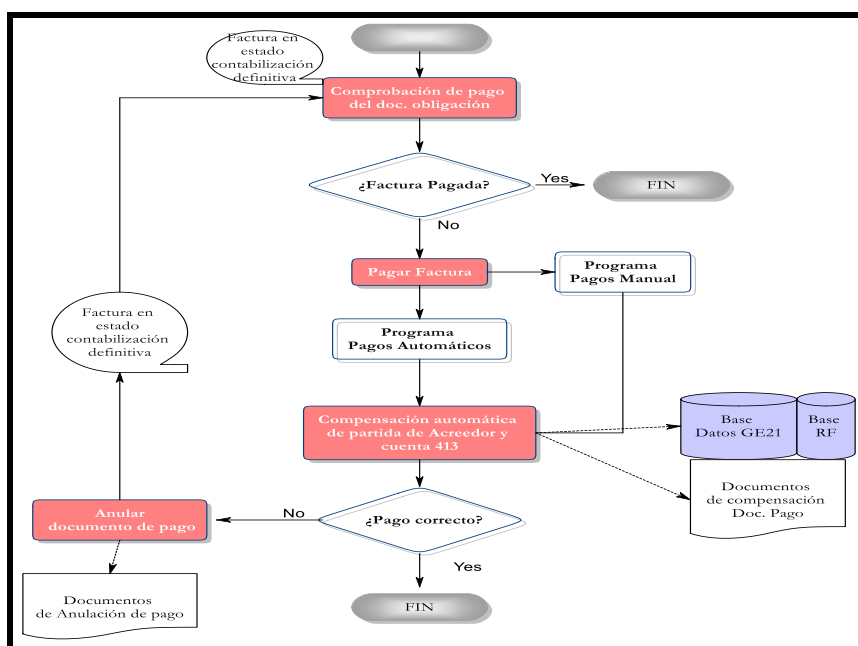 Factura en
estado
contabilización
definitiva
Comprobación de pago
del doc. obligación
¿Factura Pagada?
Yes
FIN
No
Pagar Factura
Programa
Pagos Manual
Factura en
estado
contabilización
definitiva
Programa
Pagos Automáticos
Compensación automática
de partida de Acreedor y
cuenta 413
Base
Datos GE21
Base
RF
Documentos
de compensación
Doc. Pago
Anular
documento de pago
No
¿Pago correcto?
Yes
Documentos
de Anulación de pago
FIN